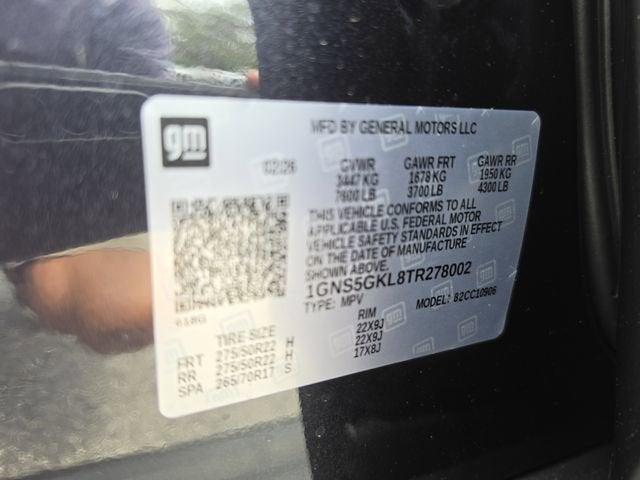 gm
MFD BY GENERAL MOTORS LLC
02/26
GVWR GAWR FRT GAWR RR
3447 KG 1678 KG 1950 KG
7600 LB 3700 LB 4300 LB
THIS VEHICLE CONFORMS TO ALL
APPLICABLE U.S. FEDERAL MOTOR
VEHICLE SAFETY STANDARDS IN EFFECT
ON THE DATE OF MANUFACTURE
SHOWN ABOVE.
1GNS5GKL8TR278002
TYPE: MPV MODEL: 82CC10906
TIRE SIZE RIM
FRT 275/50R22 H 22X9J
RR 275/50R22 H 22X9J
SPA 265/70R17 S 17X8J